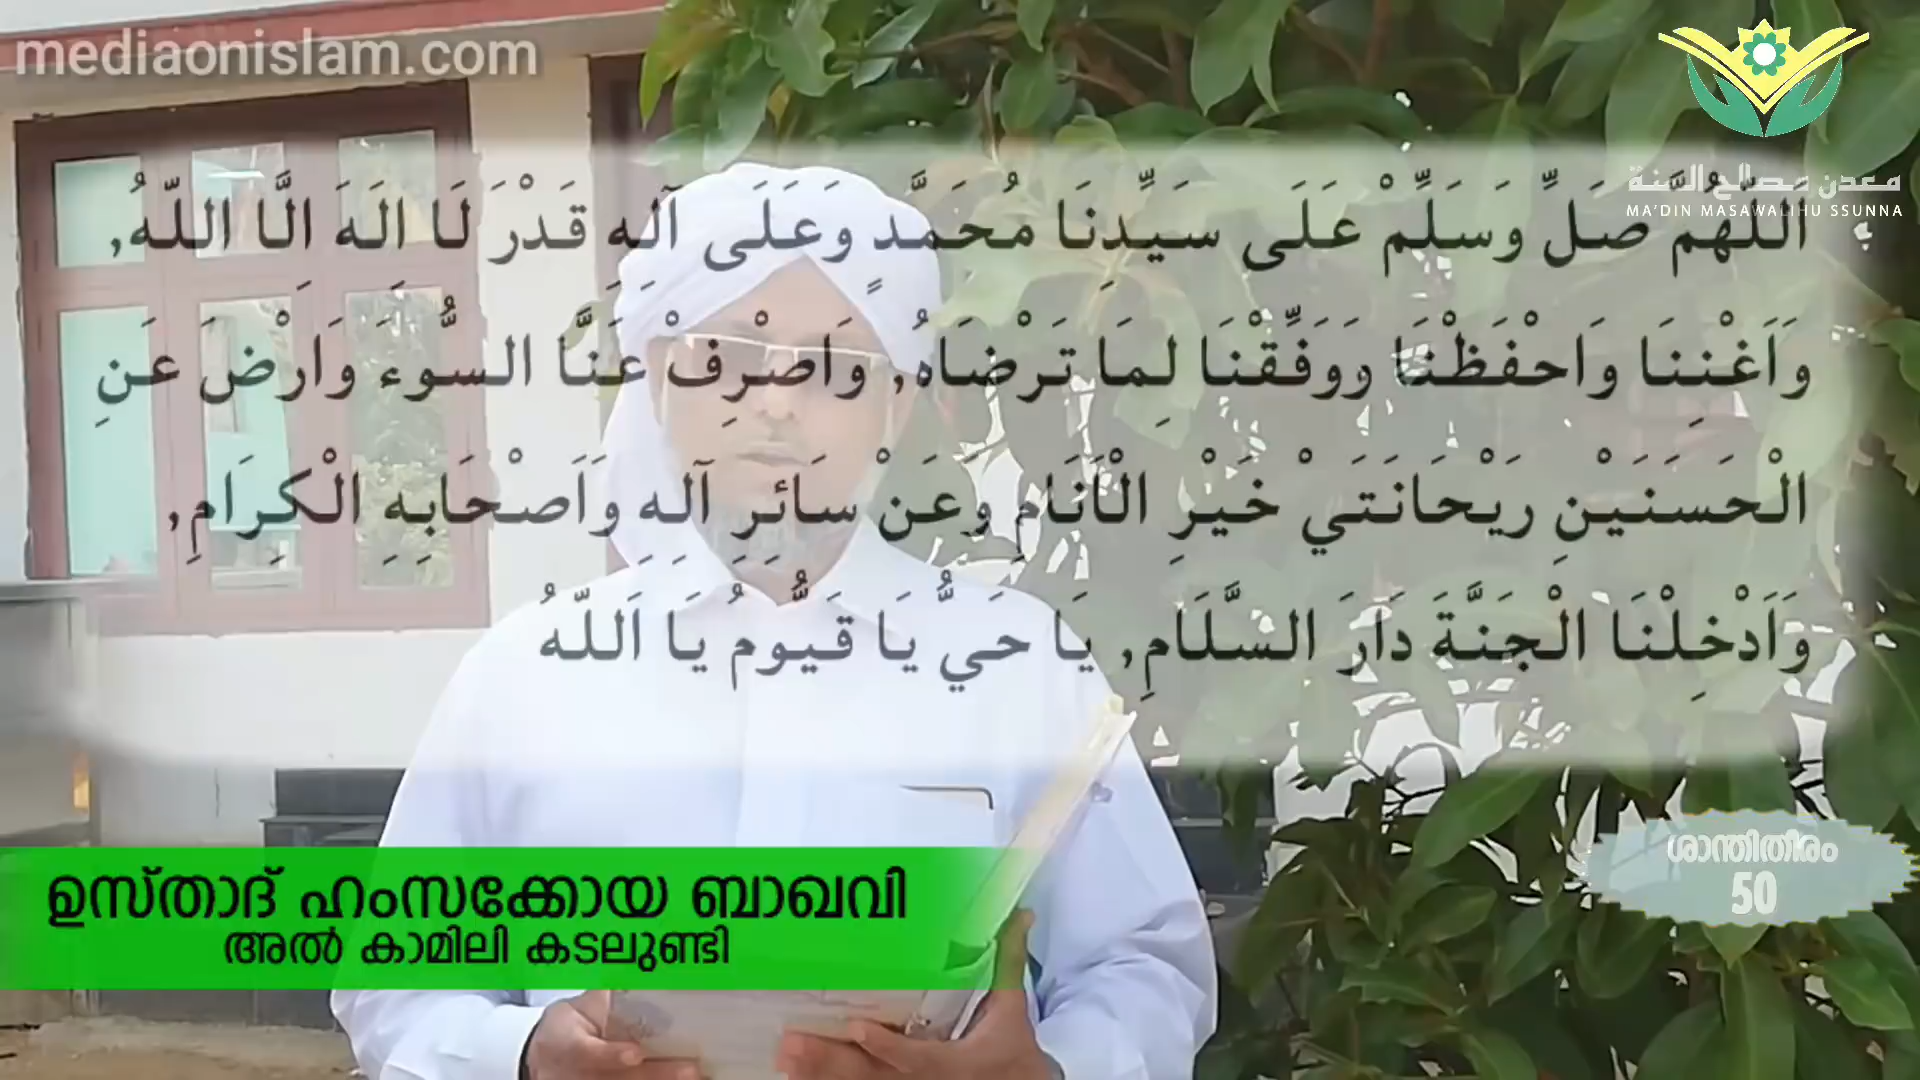 mediaonislam.com
معدن مصالح السنة
MA'DIN MASAWALIHU SSUNNA
اَللّٰهُمَّ صَلِّ وَسَلِّمْ عَلَى سَيِّدِنَا مُحَمَّدٍ وَعَلَى آلِهِ قَدْرَ لَا اِلَهَ اِلَّا اللّهُ,
وَاَغْنِنَا وَاحْفَظْنَا وَوَفِّقْنَا لِمَا تَرْضَاهُ, وَاصْرِفْ عَنَّا السُّوءَ وَارْضَ عَنِ
الْحَسَنَيْنِ رَيْحَانَتَيْ خَيْرِ الْاَنَامِ وَعَنْ سَائِرِ آلِهِ وَاَصْحَابِهِ الْكِرَامِ,
وَاَدْخِلْنَا الْجَنَّةَ دَارَ السَّلَامِ, يَا حَيُّ يَا قَيُّومُ يَا اَللّهُ
ശാന്തിതീരം
50
ഉസ്താദ് ഹംസക്കോയ ബാഖവി
അൽ കാമിലി കടലുണ്ടി